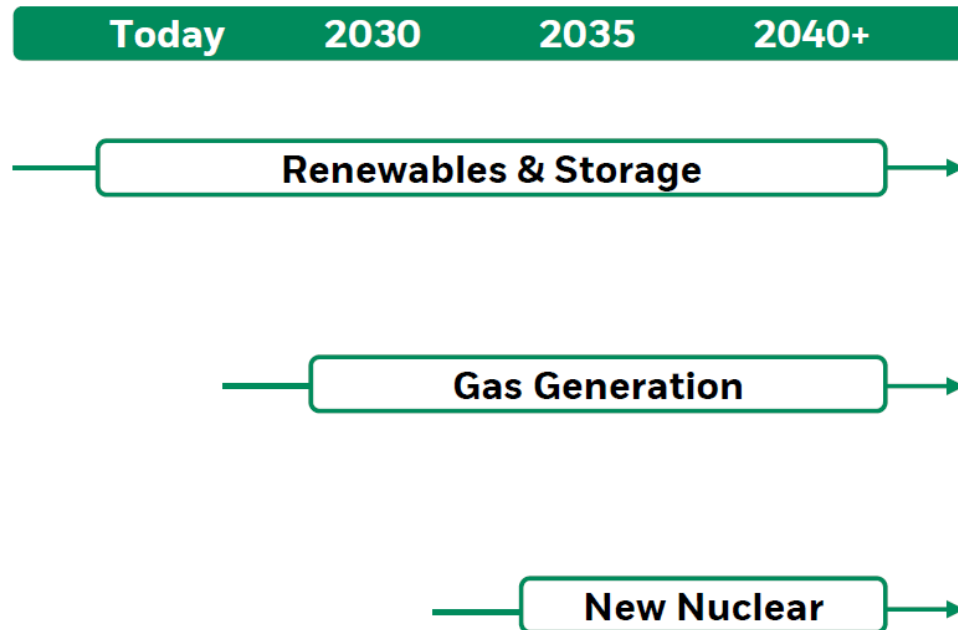 Today 2030 2035 2040+
Renewables & Storage
Gas Generation
New Nuclear